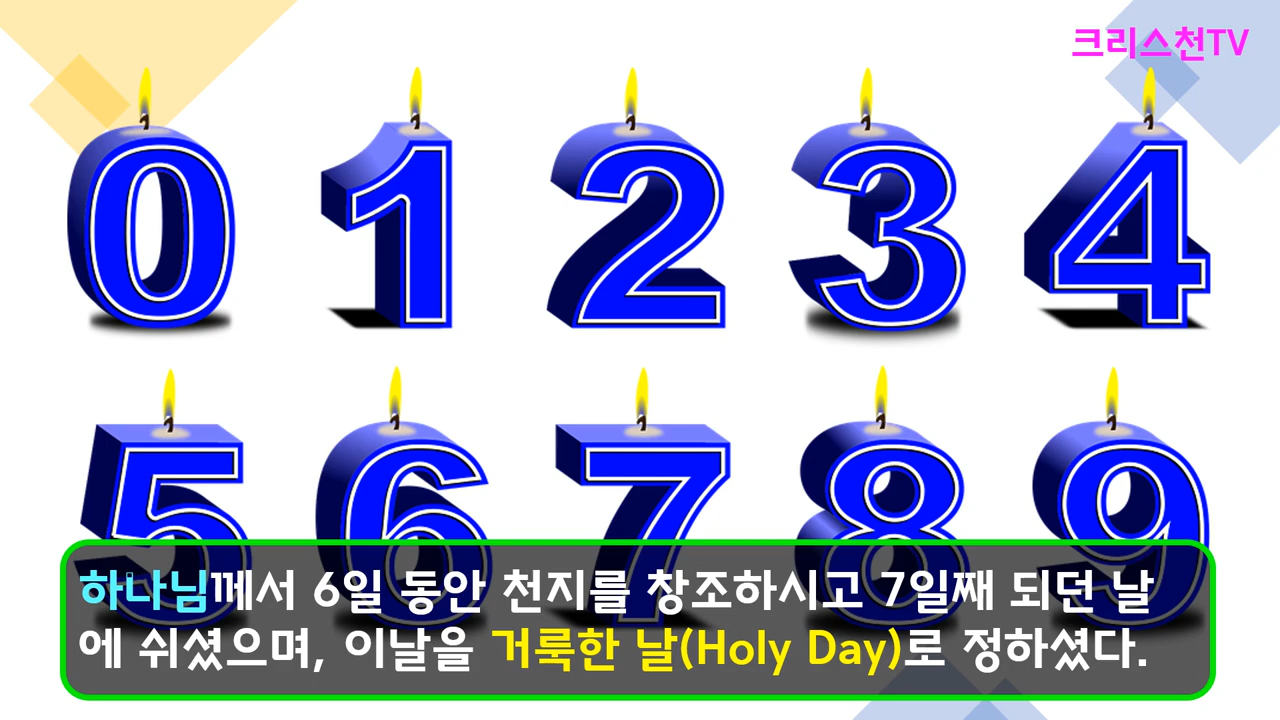 크리스천TV
0 1 2 3 4
5 6 7 8 9
하나님께서 6일 동안 천지를 창조하시고 7일째 되던 날
에 쉬셨으며, 이날을 거룩한 날(Holy Day)로 정하셨다.